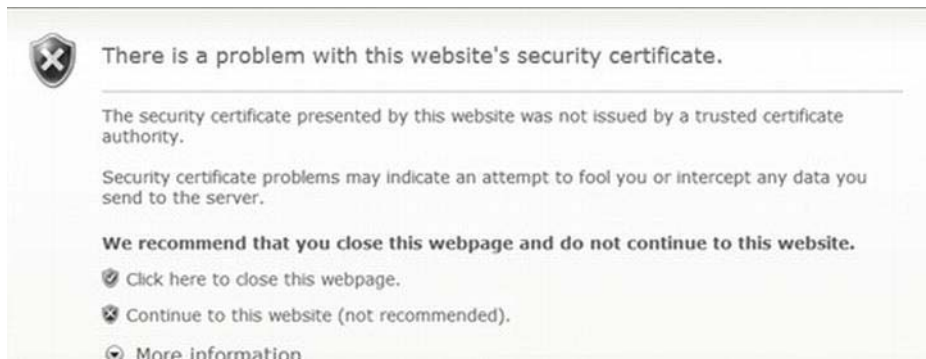 There is a problem with this website's security certificate.
The security certificate presented by this website was not issued by a trusted certificate
authority.
Security certificate problems may indicate an attempt to fool you or intercept any data you
send to the server.
We recommend that you close this webpage and do not continue to this website.
Click here to close this webpage.
Continue to this website (not recommended).
More information